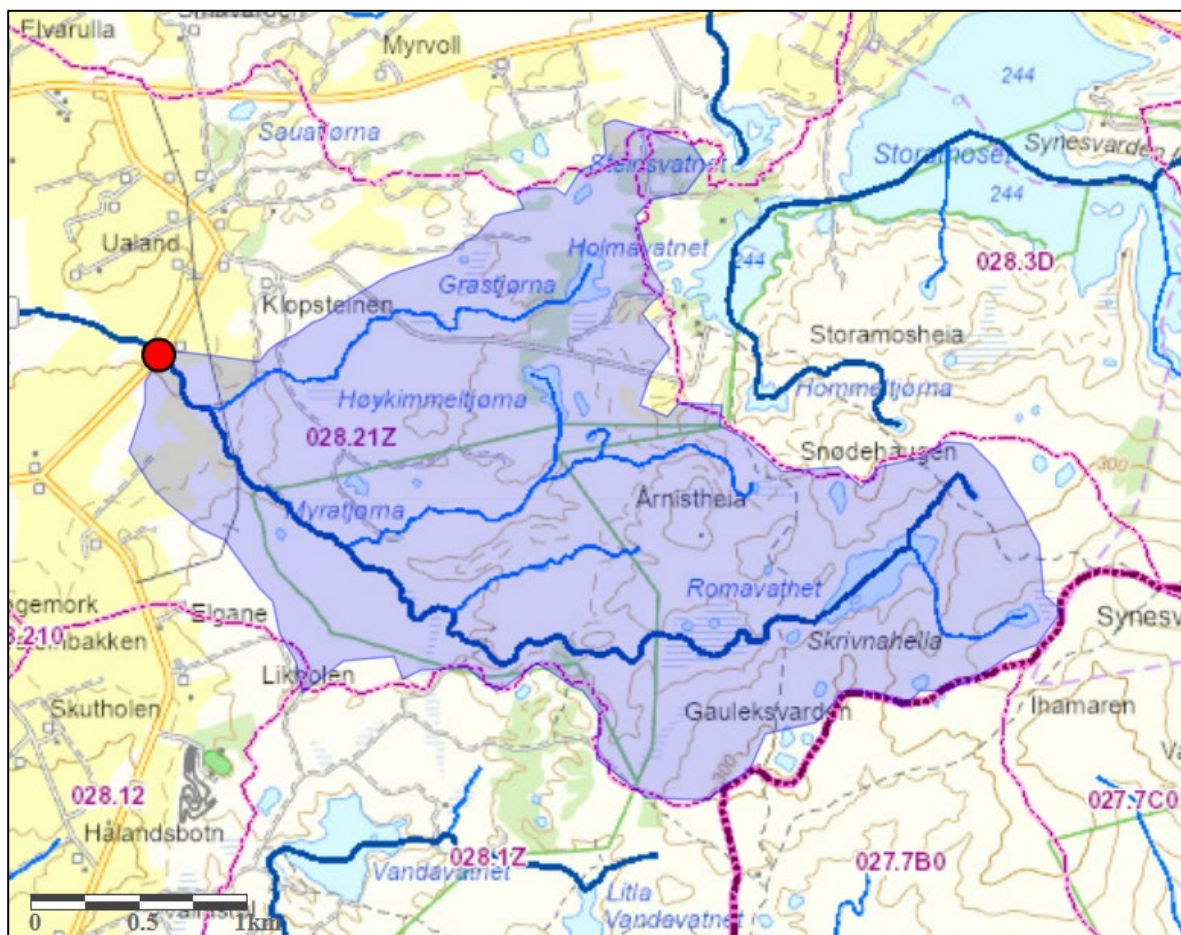 Elvarulla
Myrvoll
244
Sauatjørna
Storamosen
Synesvarden
Steinsvatnet
244
Ualand
Holmavatnet
244
028.3D
Grastjørna
Klopsteinen
Storamosheia
Høykimmeltjørna
Hommeltjørna
028.21Z
Snødehaugen
300
Myratjørna
Årnistheia
Romavatnet
Elgane
Skrivnahella
Likholen
Skutholen
Gauleksvarden
Ihamaren
300
028.12
027.7C0
Hålandsbotn
028.1Z
027.7B0
Vandavatnet
Litla
Vandavatnet
0 0.5 1km